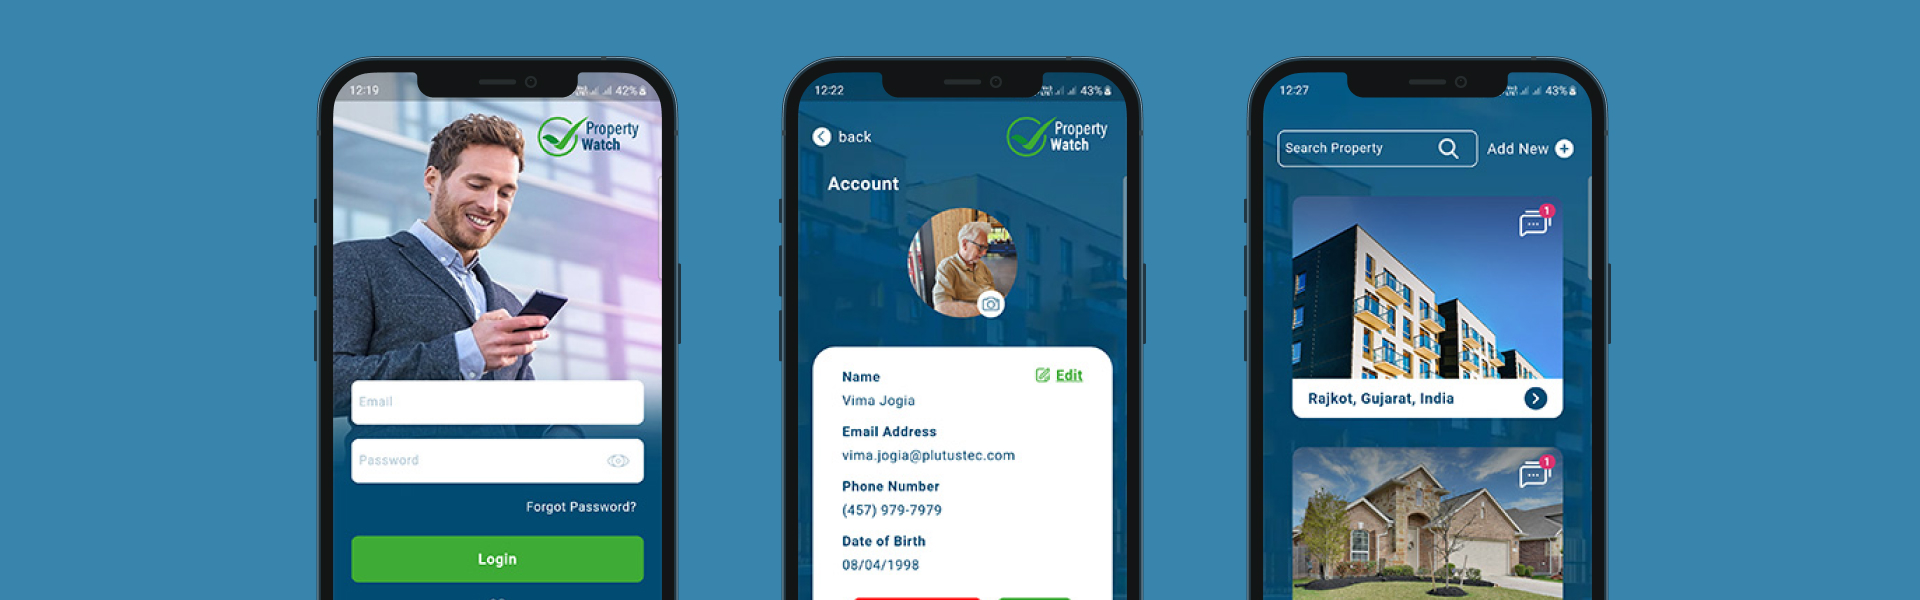 12:19
42%
Property
Watch
Email
Password
Forgot Password?
Login
12:22
43%
back
Property
Watch
Account
Name
Edit
Vima Jogia
Email Address
vima.jogia@plutustec.com
Phone Number
(457) 979-7979
Date of Birth
08/04/1998
12:27
43%
Search Property
Add New
1
Rajkot, Gujarat, India
1